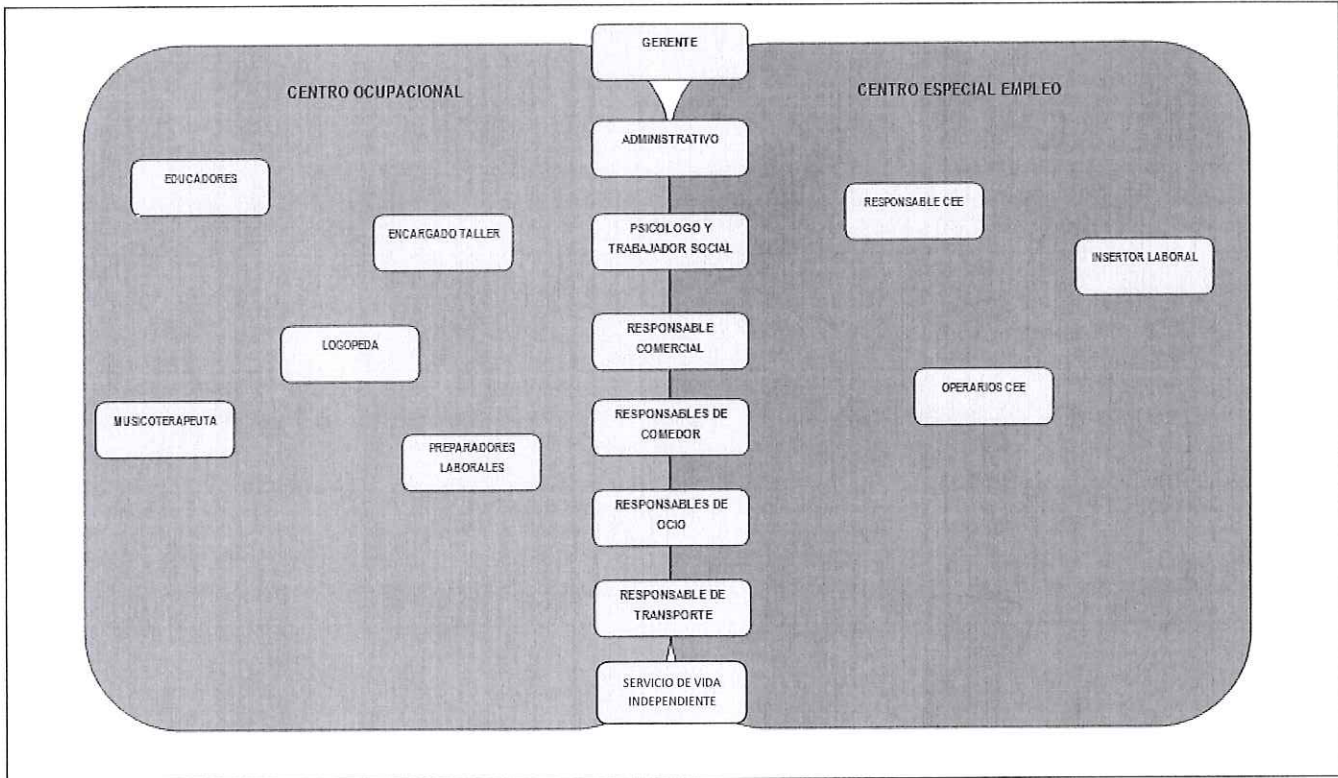 GERENTE
CENTRO OCUPACIONAL
CENTRO ESPECIAL EMPLEO
ADMINISTRATIVO
EDUCADORES
RESPONSABLE CEE
ENCARGADO TALLER
PSICOLOGO Y
TRABAJADOR SOCIAL
INSERTOR LABORAL
LOGOPEDA
RESPONSABLE
COMERCIAL
OPERARIOS CEE
MUSICOTERAPEUTA
RESPONSABLES DE
COMEDOR
PREPARADORES
LABORALES
RESPONSABLES DE
OCIO
RESPONSABLE DE
TRANSPORTE
SERVICIO DE VIDA
INDEPENDIENTE